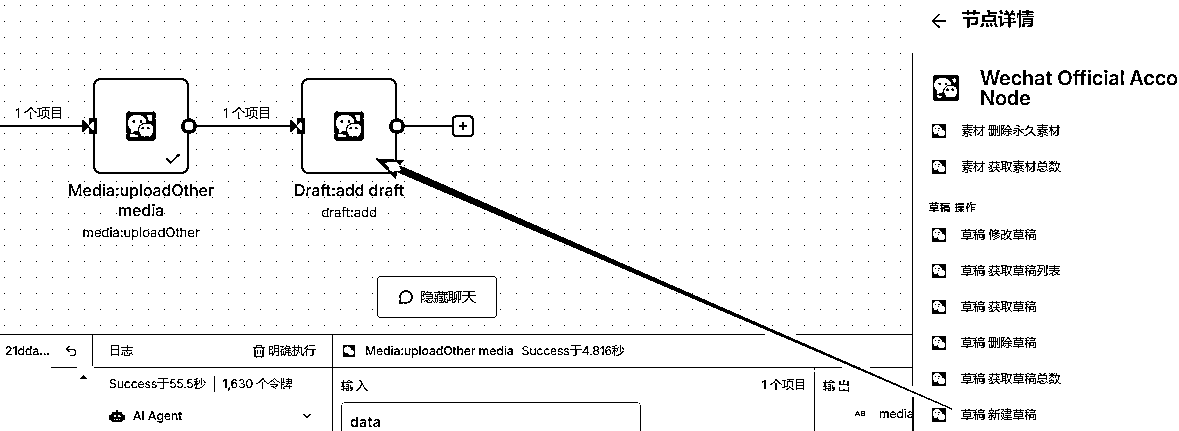 节点详情
Wechat Official Acco
Node
素材 删除永久素材
素材 获取素材总数
草稿 操作
草稿 修改草稿
草稿 获取草稿列表
草稿 获取草稿
草稿 删除草稿
草稿 获取草稿总数
草稿 新建草稿
1 个项目
1 个项目
Media:uploadOther
media
media:uploadOther
Draft:add draft
draft:add
隐藏聊天
21dda...
日志
明确执行
Media:uploadOther media Success于4.816秒
Success于55.5秒 | 1,630 个令牌
AI Agent
输入
1 个项目
data
输出
AB media